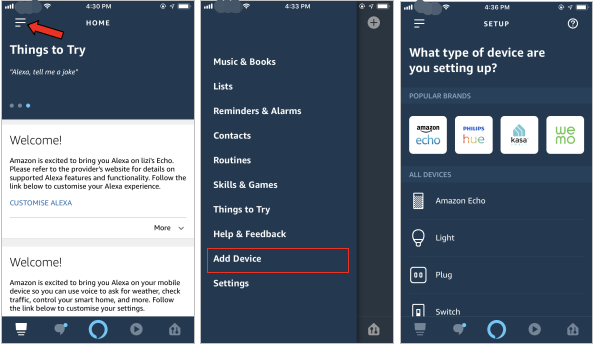 4:30 PM
HOME
Things to Try
"Alexa, tell me a joke"
Welcome!
Amazon is excited to bring you Alexa on lizi's Echo.
Please refer to the provider's website for details on
supported Alexa features and functionality. Follow the
link below to customise your Alexa experience.
CUSTOMISE ALEXA
More
Welcome!
Amazon is excited to bring you Alexa on your mobile
device so you can use voice to ask for weather, check
traffic, control your smart home, and more. Follow
the link below to customise your settings.
4:33 PM
Music & Books
Lists
Reminders & Alarms
Contacts
Routines
Skills & Games
Things to Try
Help & Feedback
Add Device
Settings
4:36 PM
SETUP
?
What type of device are
you setting up?
POPULAR BRANDS
amazon
echo
PHILIPS
hue
kasa
we
mo
ALL DEVICES
Amazon Echo
Light
Plug
Switch